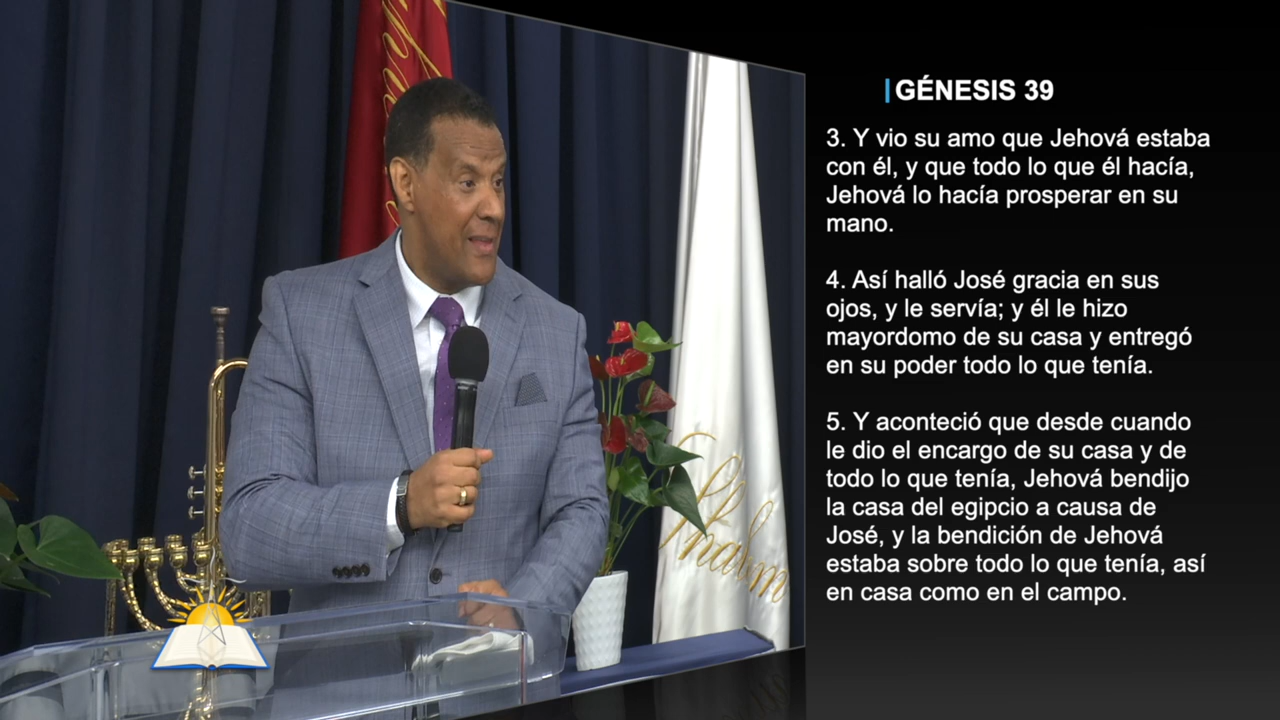 GÉNESIS 39
3. Y vio su amo que Jehová estaba
con él, y que todo lo que él hacía,
Jehová lo hacía prosperar en su
mano.
4. Así halló José gracia en sus
ojos, y le servía; y él le hizo
mayordomo de su casa y entregó
en su poder todo lo que tenía.
5. Y aconteció que desde cuando
le dio el encargo de su casa y de
todo lo que tenía, Jehová bendijo
la casa del egipcio a causa de
José, y la bendición de Jehová
estaba sobre todo lo que tenía, así
en casa como en el campo.